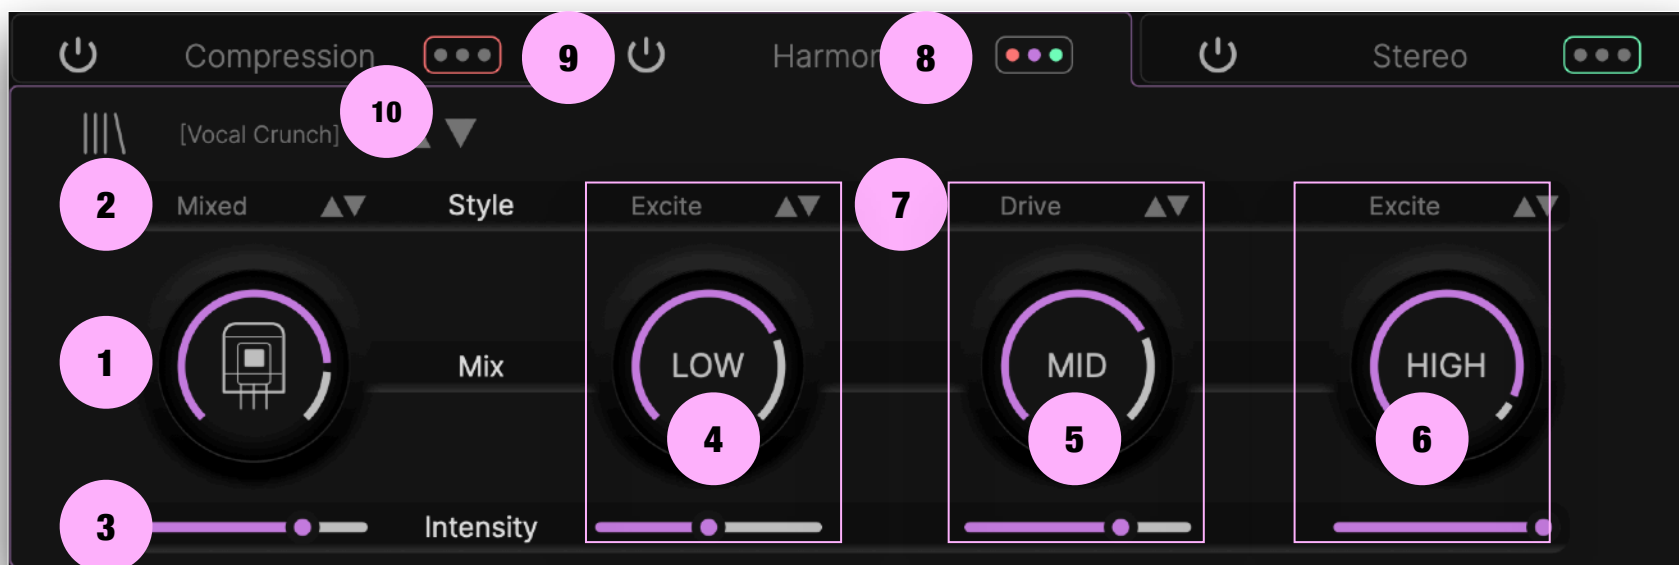 Compression 9 Harmon 8 Stereo
[Vocal Crunch] 10
2 Mixed Style Excite 7 Drive Excite
1 Mix LOW MID HIGH
4 5 6
3 Intensity